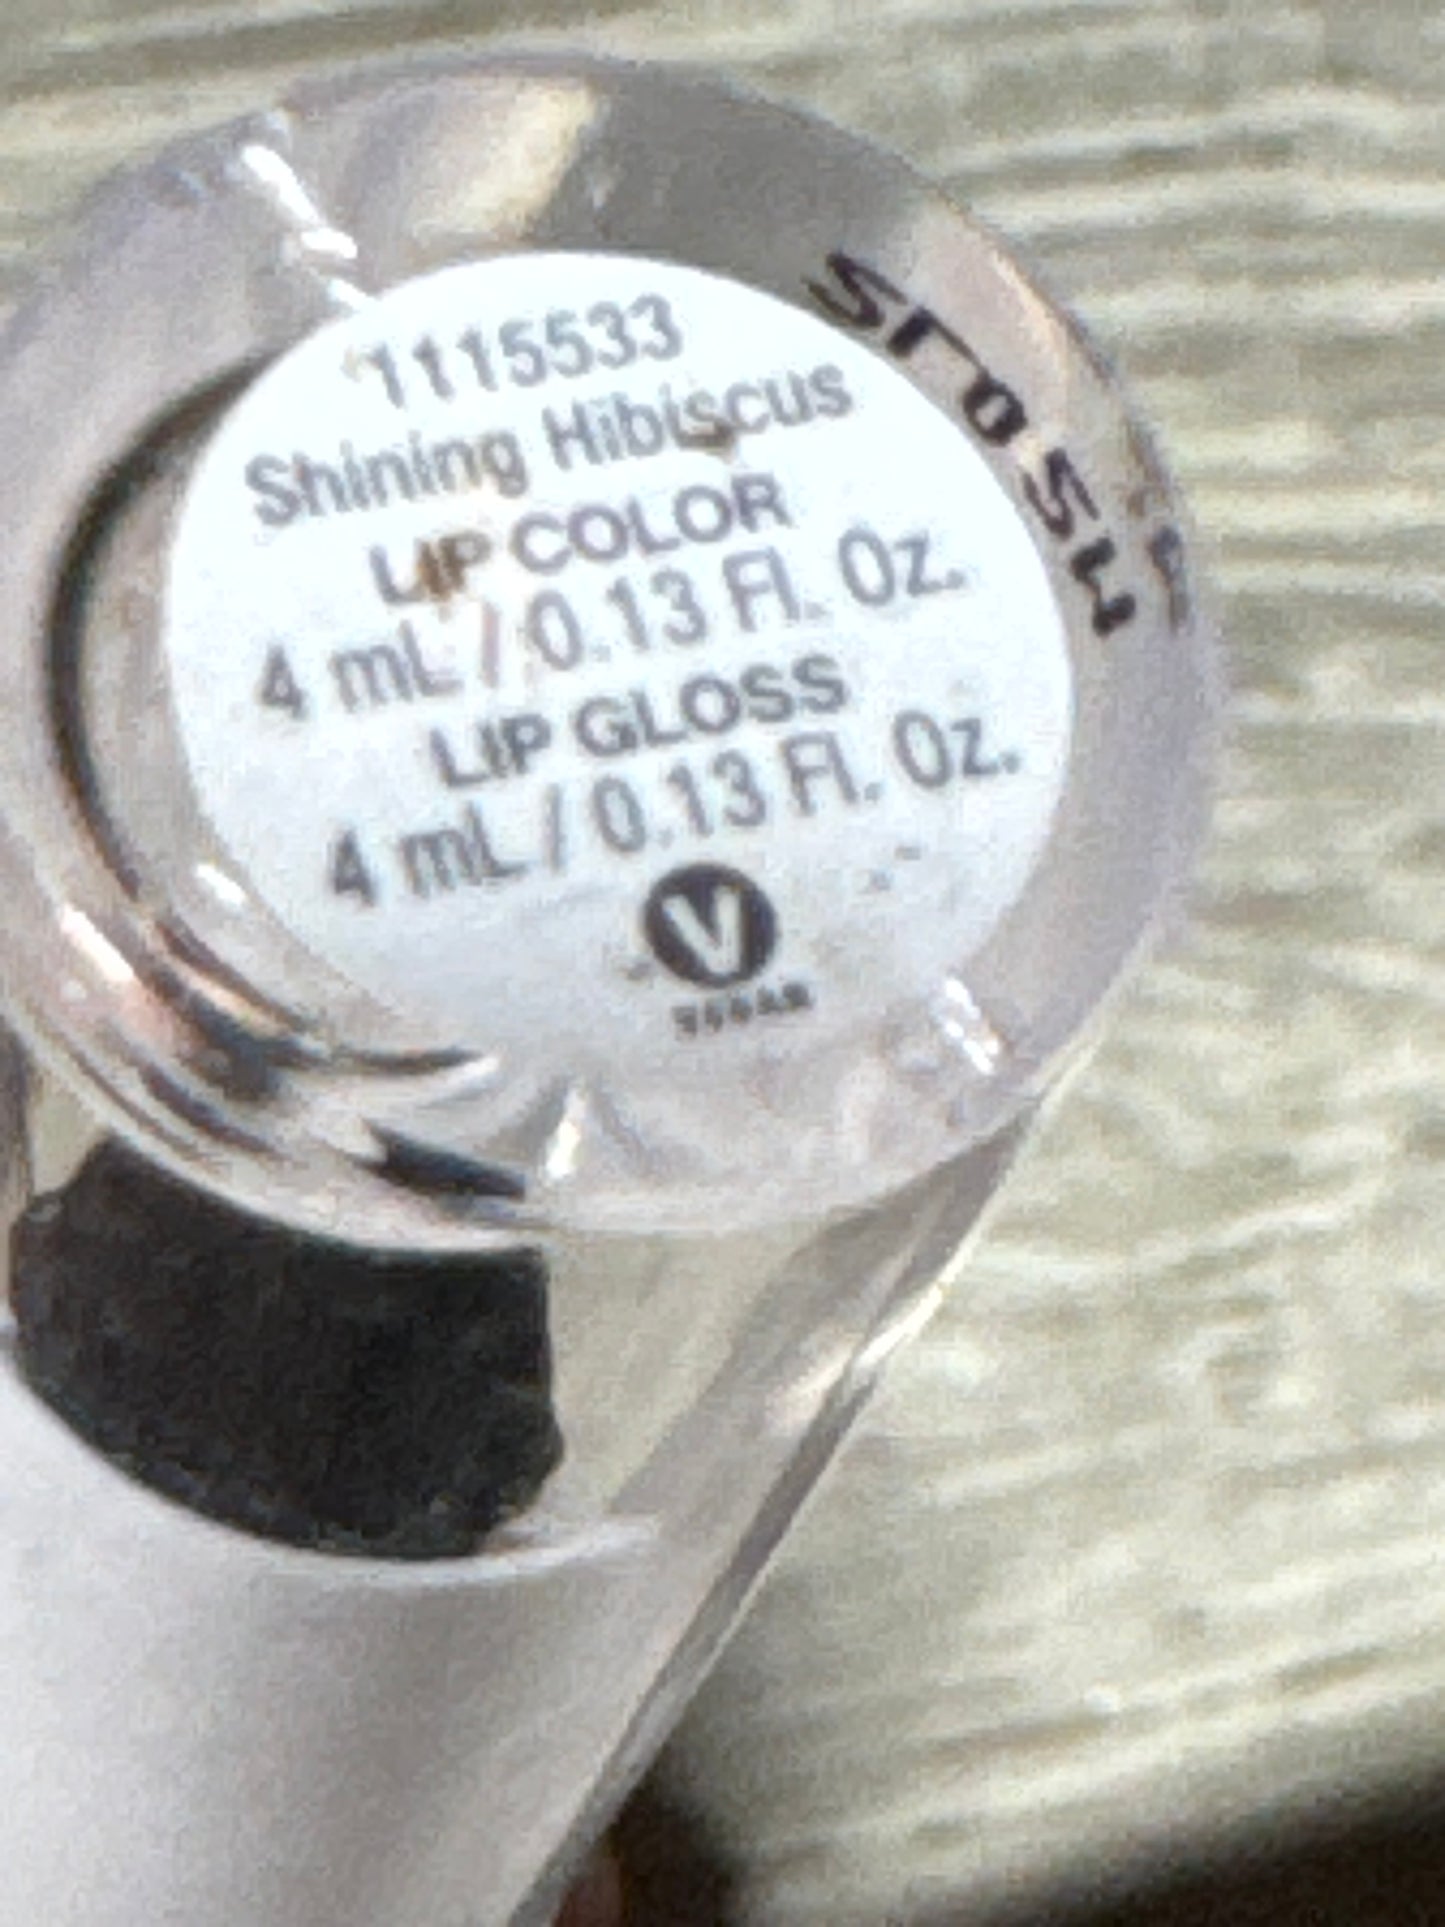 1115533
Shining Hibiscus
LIP COLOR
4 mL / 0.13 Fl. Oz.
LIP GLOSS
4 mL / 0.13 Fl. Oz.
V
VEGAN